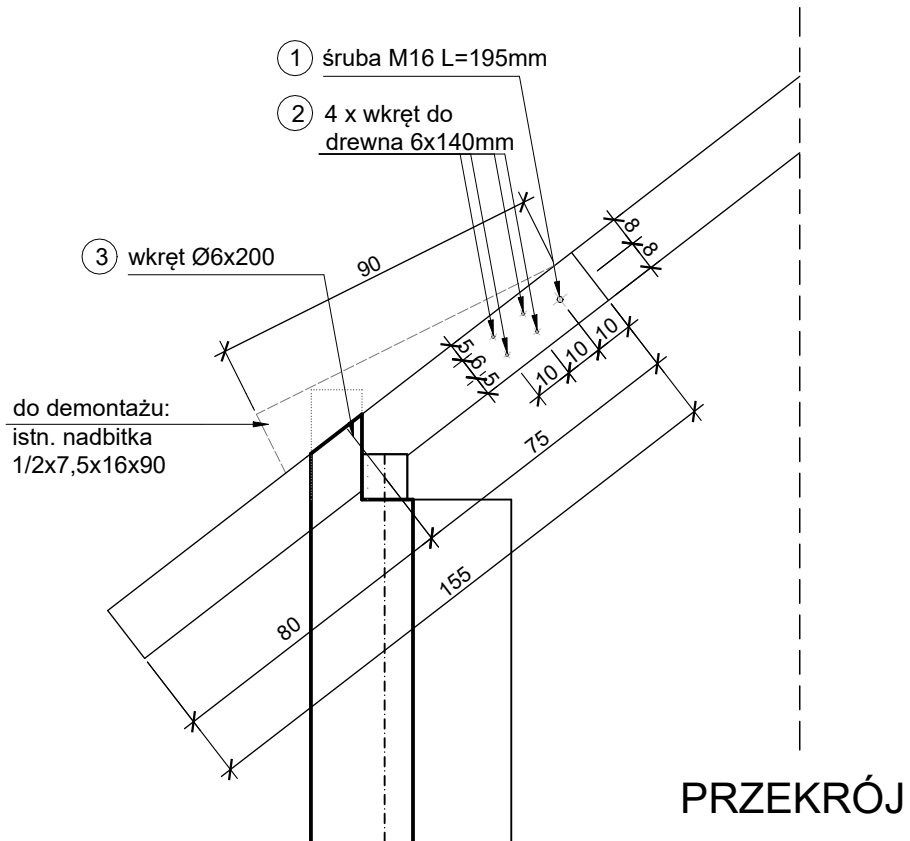 1 śruba M16 L=195mm
2 4 x wkręt do
drewna 6x140mm
3 wkręt Ø6x200
90
8
8
5
6
5
10
10
10
do demontażu:
istn. nadbitka
1/2x7,5x16x90
75
155
80
PRZEKRÓJ